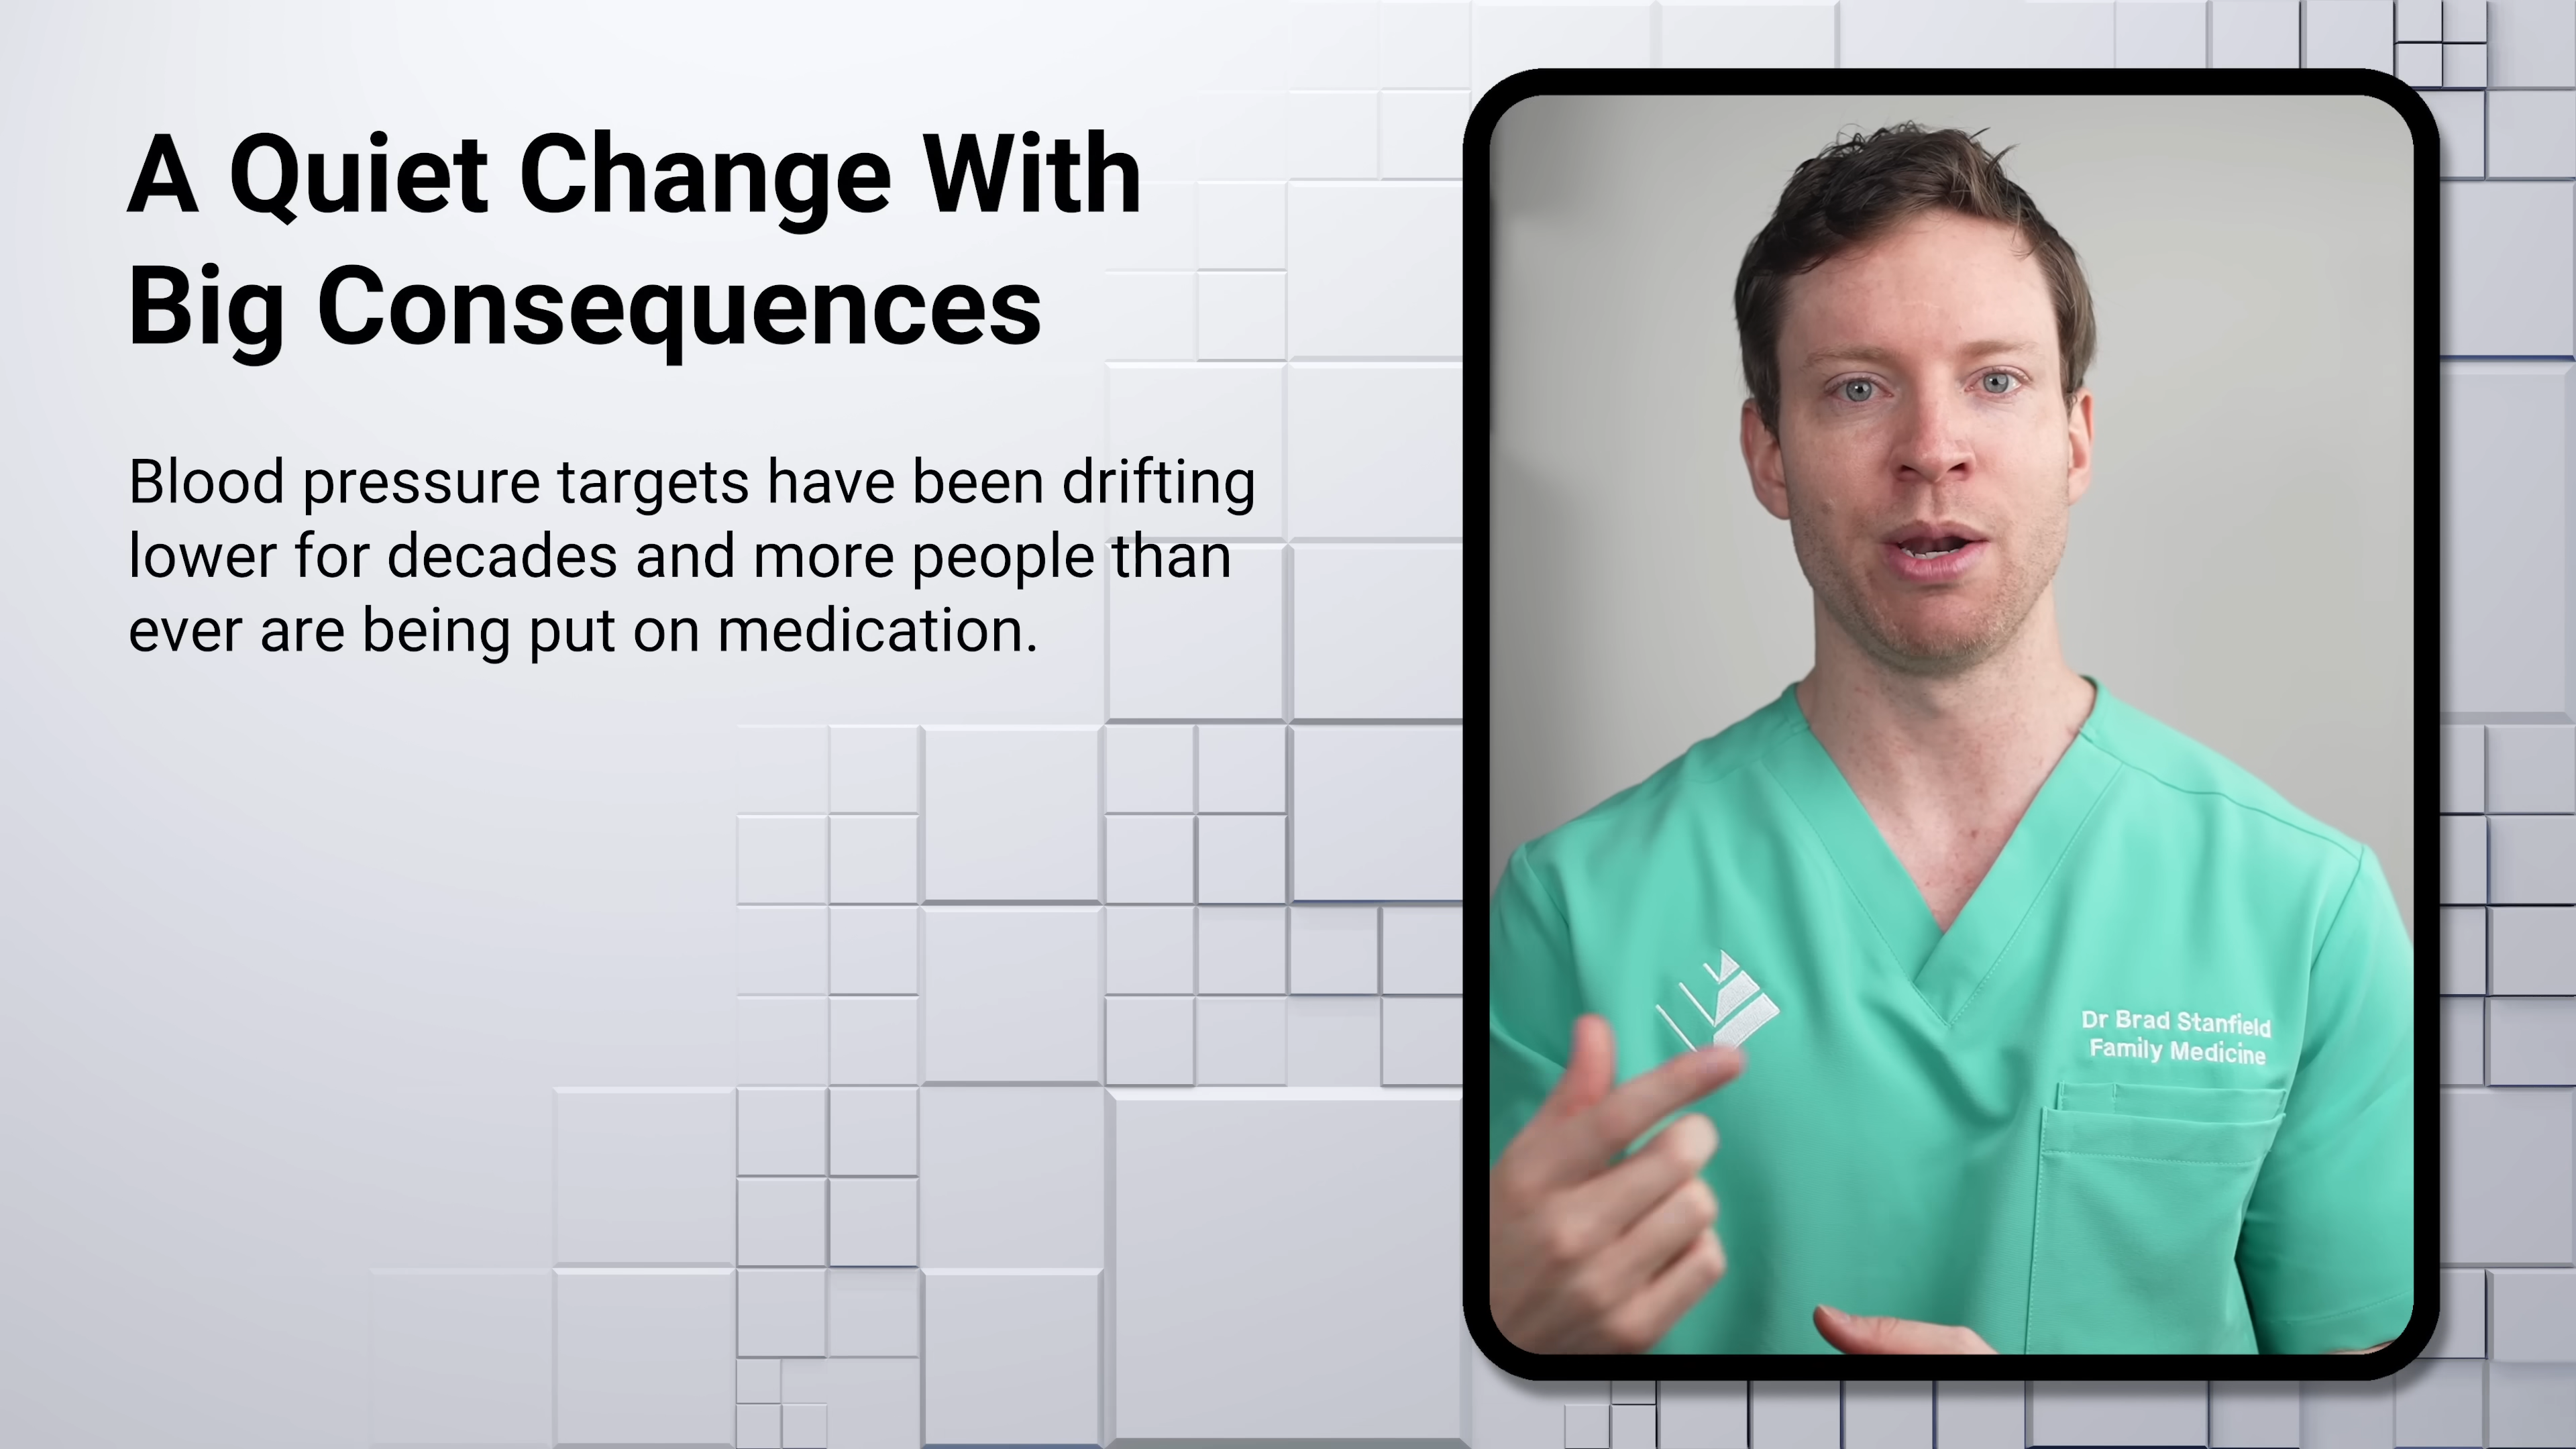 A Quiet Change With
Big Consequences
Blood pressure targets have been drifting
lower for decades and more people than
ever are being put on medication.
Dr Brad Stanfield
Family Medicine